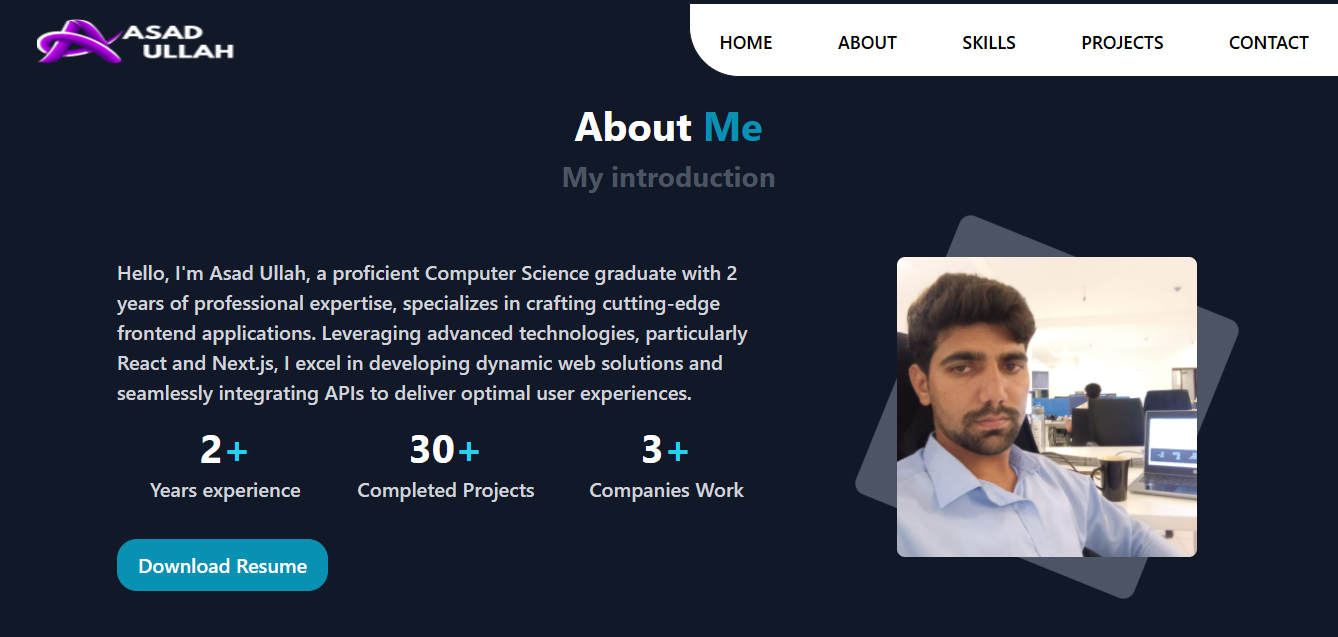 ASAD
ULLAH
HOME ABOUT SKILLS PROJECTS CONTACT
About Me
My introduction
Hello, I'm Asad Ullah, a proficient Computer Science graduate with 2
years of professional expertise, specializes in crafting cutting-edge
frontend applications. Leveraging advanced technologies, particularly
React and Next.js, I excel in developing dynamic web solutions and
seamlessly integrating APIs to deliver optimal user experiences.
2+ 30+ 3+
Years experience Completed Projects Companies Work
Download Resume